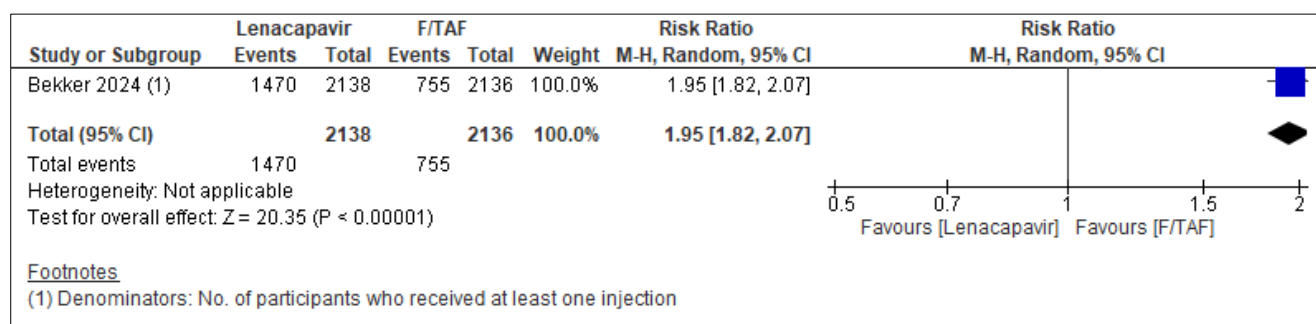 Lenacapavir F/TAF Risk Ratio Risk Ratio
Study or Subgroup Events Total Events Total Weight M-H, Random, 95% CI M-H, Random, 95% CI
Bekker 2024 (1) 1470 2138 755 2136 100.0% 1.95 [1.82, 2.07]
Total (95% CI) 2138 2136 100.0% 1.95 [1.82, 2.07]
Total events 1470 755
Heterogeneity: Not applicable
Test for overall effect: Z = 20.35 (P < 0.00001)
0.5 0.7 1 1.5 2
Favours [Lenacapavir] Favours [F/TAF]
Footnotes
(1) Denominators: No. of participants who received at least one injection